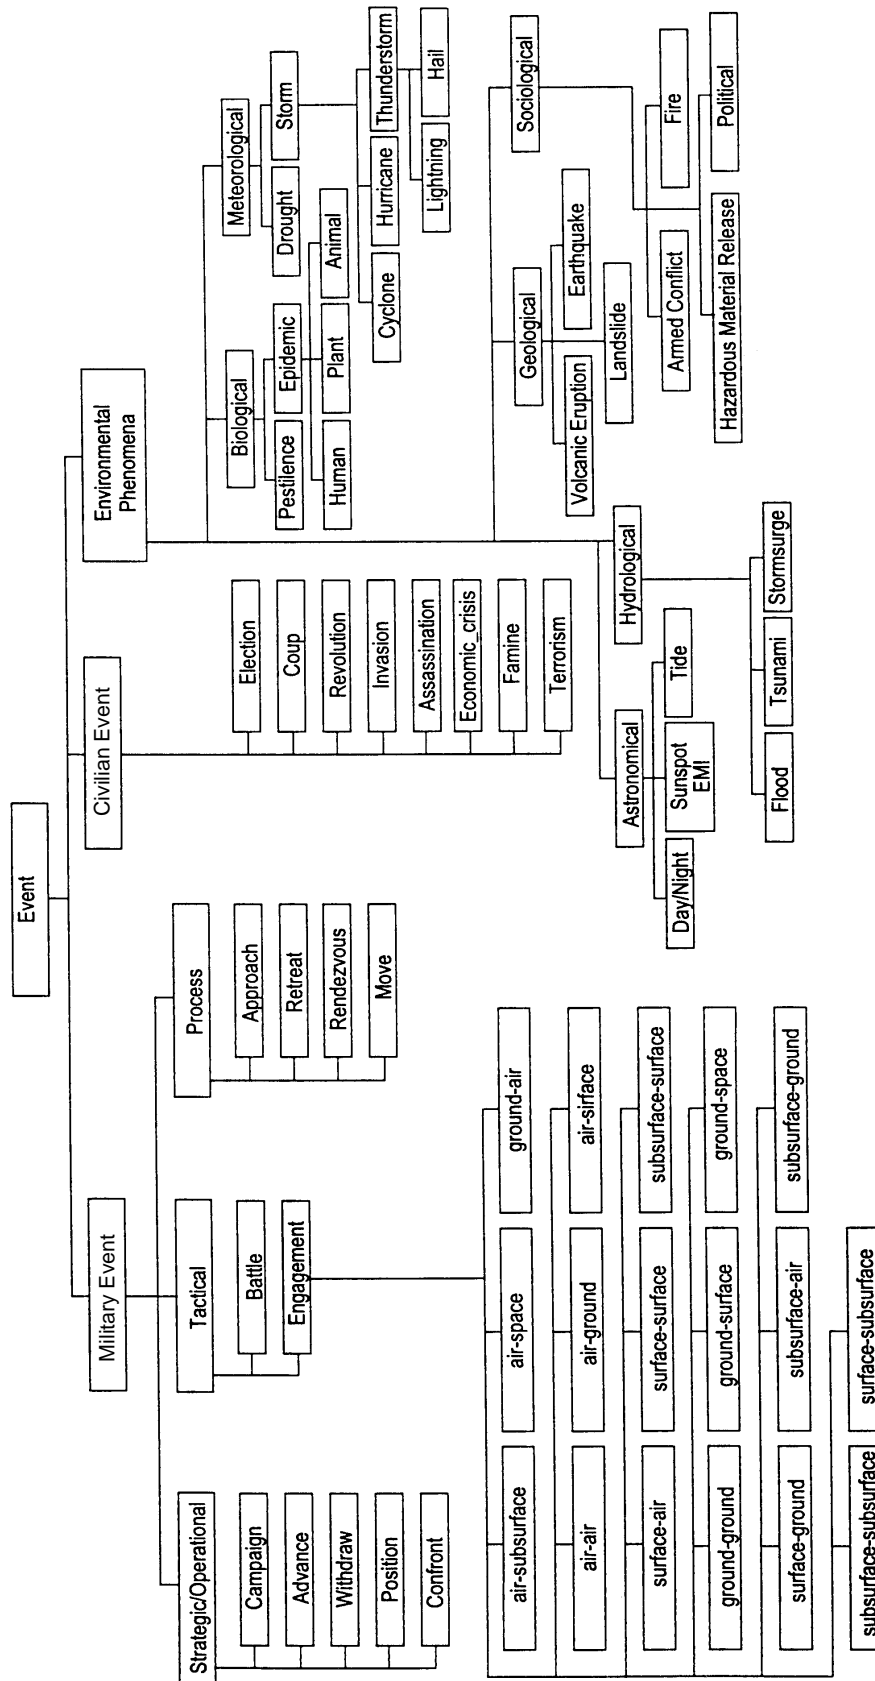 Event
Military Event
Civilian Event
Environmental
Phenomena
Strategic/Operational
Tactical
Process
Campaign
Advance
Withdraw
Position
Confront
Battle
Engagement
Approach
Retreat
Rendezvous
Move
air-subsurface
air-space
ground-air
air-air
air-ground
air-sirface
surface-air
surface-surface
subsurface-surface
ground-ground
ground-surface
ground-space
surface-ground
subsurface-air
subsurface-ground
subsurface-subsurface
surface-subsurface
Election
Coup
Revolution
Invasion
Assassination
Economic_crisis
Famine
Terrorism
Biological
Meteorological
Pestilence
Epidemic
Drought
Storm
Human
Plant
Animal
Cyclone
Hurricane
Thunderstorm
Lightning
Hail
Geological
Sociological
Volcanic Eruption
Earthquake
Landslide
Armed Conflict
Fire
Hazardous Material Release
Political
Astronomical
Hydrological
Day/Night
Sunspot
EMI
Tide
Flood
Tsunami
Stormsurge